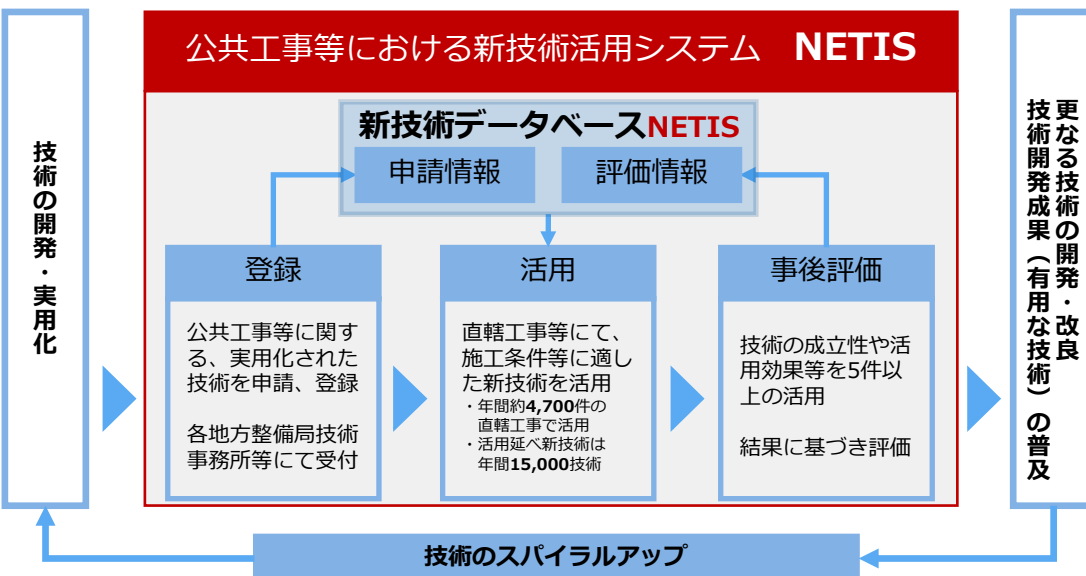 公共工事等における新技術活用システム　NETIS
技術の開発・実用化
新技術データベースNETIS
申請情報
評価情報
登録
公共工事等に関す
る、実用化された
技術を申請、登録
各地方整備局技術
事務所等にて受付
活用
直轄工事等にて、
施工条件等に適し
た新技術を活用
・年間約4,700件の
直轄工事で活用
・活用延べ新技術は
年間15,000技術
事後評価
技術の成立性や活
用効果等を5件以
上の活用
結果に基づき評価
更なる技術の開発・改良
技術開発成果（有用な技術）の普及
技術のスパイラルアップ